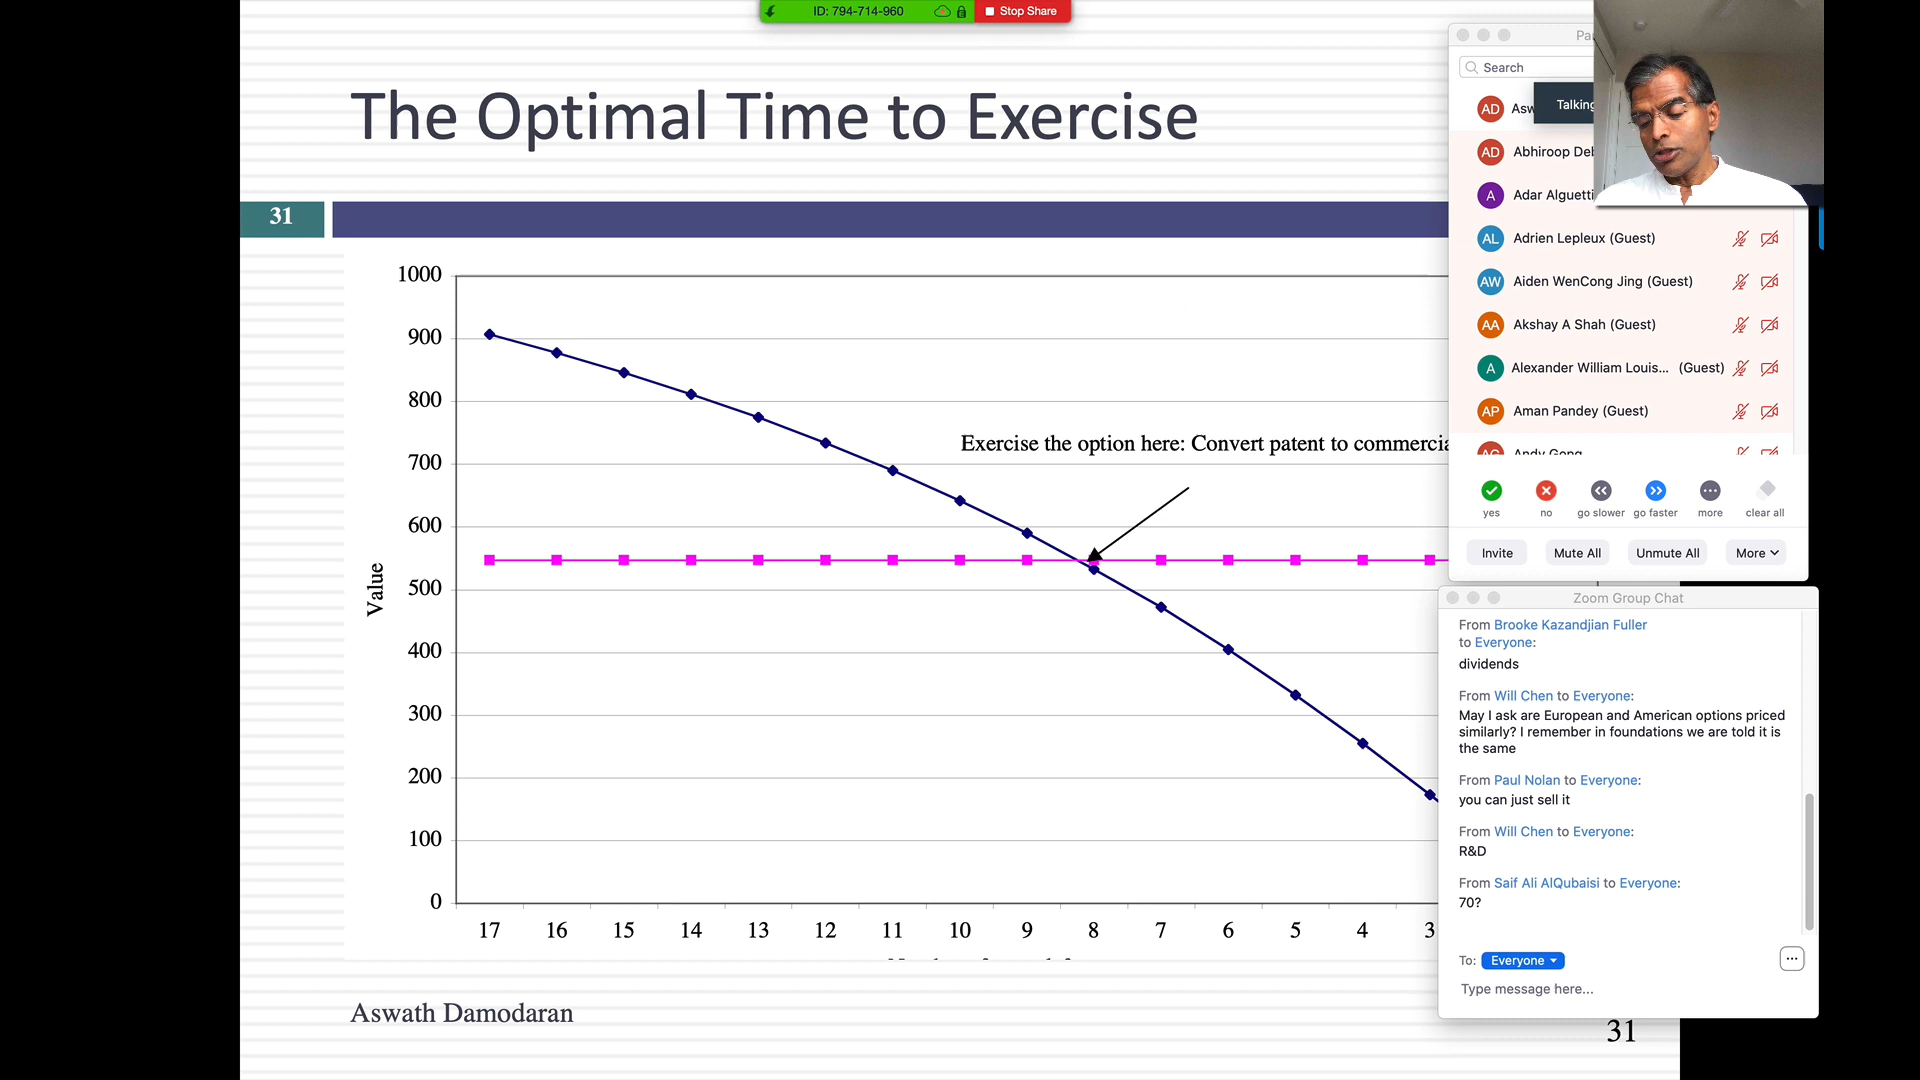 ID: 794-714-960
Stop Share
The Optimal Time to Exercise
31
1000
900
800
700
600
500
400
300
200
100
0
Value
Exercise the option here: Convert patent to
17 16 15 14 13 12 11 10 9 8 7 6 5 4 3
Aswath Damodaran
31
Search
AD
Talking
AD Abhiroop
A Adar
AL Adrien Lepleux (Guest)
AW Aiden WenCong Jing (Guest)
AA Akshay A Shah (Guest)
A Alexander William Louis... (Guest)
AP Aman Pandey (Guest)
yes no go slower go faster more clear all
Invite Mute All Unmute All More
Zoom Group Chat
From Brooke Kazandjian Fuller
to Everyone:
dividends
From Will Chen to Everyone:
May I ask are European and American options priced
similarly? I remember in foundations we are told it is
the same
From Paul Nolan to Everyone:
you can just sell it
From Will Chen to Everyone:
R&D
From Saif Ali AlQubaisi to Everyone:
70?
To: Everyone
Type message here...